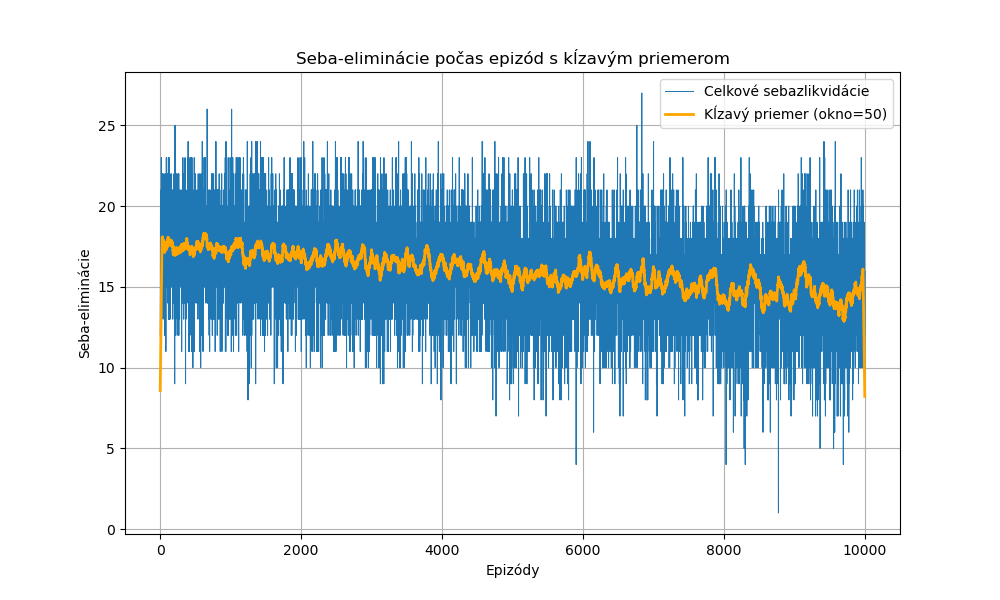 Seba-eliminácie počas epizód s kĺzavým priemerom
Celkové sebazlikvidácie
Kĺzavý priemer (okno=50)
Seba-eliminácie
25
20
15
10
5
0
0 2000 4000 6000 8000 10000
Epizódy